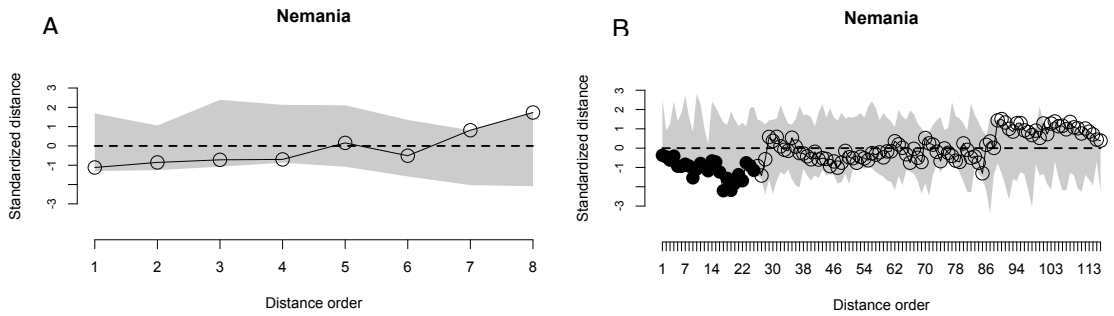 A
Nemania
Standardized distance
3
2
1
0
-1
-3
1 2 3 4 5 6 7 8
Distance order
B
Nemania
Standardized distance
3
2
1
0
-1
-3
1 7 14 22 30 38 46 54 62 70 78 86 94 103 113
Distance order